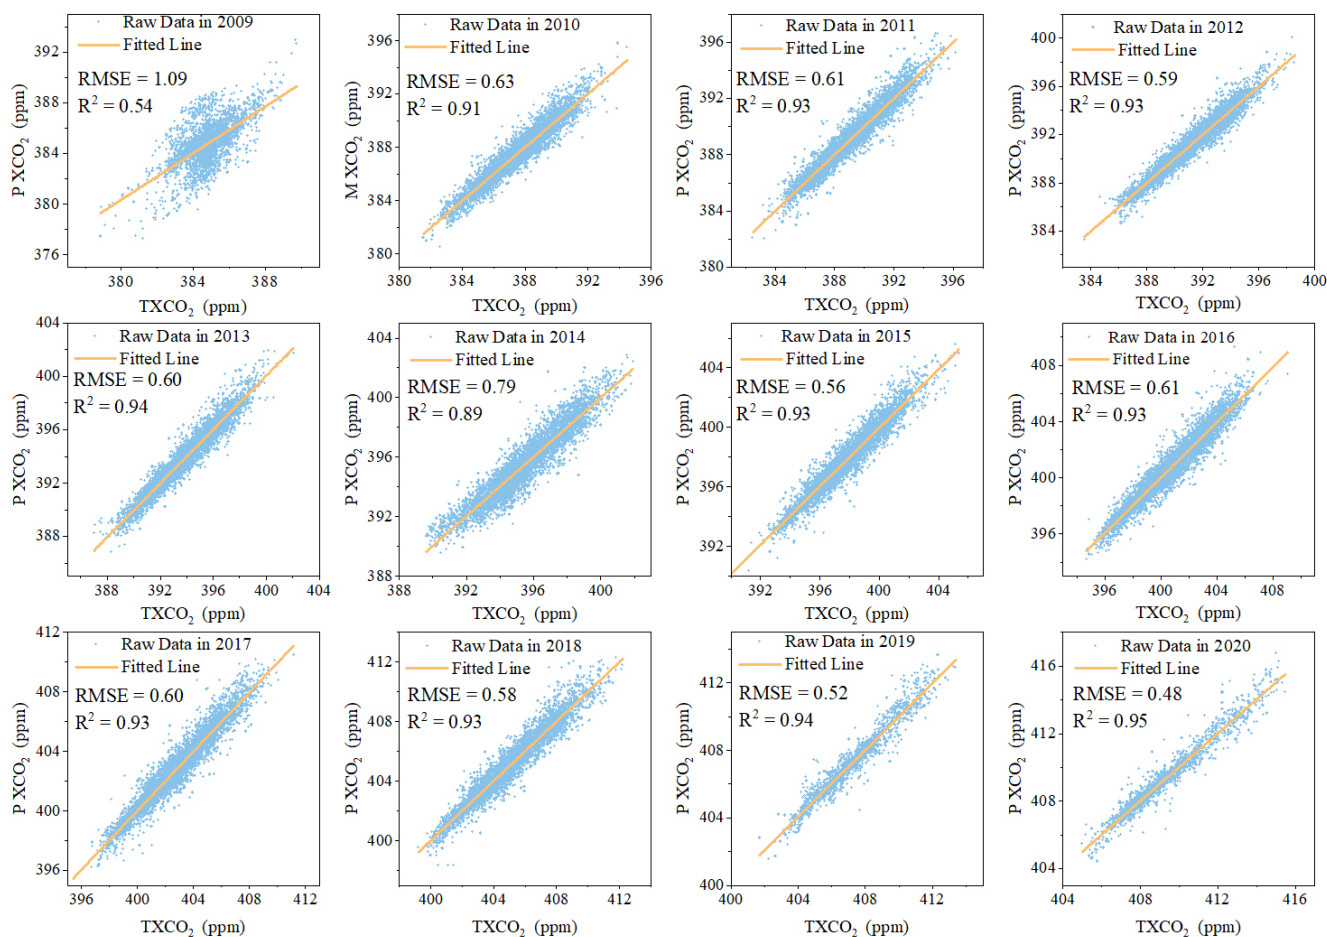 Raw Data in 2009
Fitted Line
RMSE = 1.09
R² = 0.54
392
388
384
380
376
P XCO₂ (ppm)
380 384 388
TXCO₂ (ppm)
Raw Data in 2010
Fitted Line
RMSE = 0.63
R² = 0.91
396
392
388
384
380
M XCO₂ (ppm)
380 384 388 392 396
TXCO₂ (ppm)
Raw Data in 2011
Fitted Line
RMSE = 0.61
R² = 0.93
396
392
388
384
380
P XCO₂ (ppm)
384 388 392 396
TXCO₂ (ppm)
Raw Data in 2012
Fitted Line
RMSE = 0.59
R² = 0.93
400
396
392
388
384
P XCO₂ (ppm)
384 388 392 396 400
TXCO₂ (ppm)
Raw Data in 2013
Fitted Line
RMSE = 0.60
R² = 0.94
404
400
396
392
388
P XCO₂ (ppm)
388 392 396 400 404
TXCO₂ (ppm)
Raw Data in 2014
Fitted Line
RMSE = 0.79
R² = 0.89
404
400
396
392
388
P XCO₂ (ppm)
388 392 396 400
TXCO₂ (ppm)
Raw Data in 2015
Fitted Line
RMSE = 0.56
R² = 0.93
404
400
396
392
P XCO₂ (ppm)
392 396 400 404
TXCO₂ (ppm)
Raw Data in 2016
Fitted Line
RMSE = 0.61
R² = 0.93
408
404
400
396
P XCO₂ (ppm)
396 400 404 408
TXCO₂ (ppm)
Raw Data in 2017
Fitted Line
RMSE = 0.60
R² = 0.93
412
408
404
400
396
P XCO₂ (ppm)
396 400 404 408 412
TXCO₂ (ppm)
Raw Data in 2018
Fitted Line
RMSE = 0.58
R² = 0.93
412
408
404
400
P XCO₂ (ppm)
400 404 408 412
TXCO₂ (ppm)
Raw Data in 2019
Fitted Line
RMSE = 0.52
R² = 0.94
412
408
404
400
P XCO₂ (ppm)
400 404 408 412
TXCO₂ (ppm)
Raw Data in 2020
Fitted Line
RMSE = 0.48
R² = 0.95
416
412
408
404
P XCO₂ (ppm)
404 408 412 416
TXCO₂ (ppm)